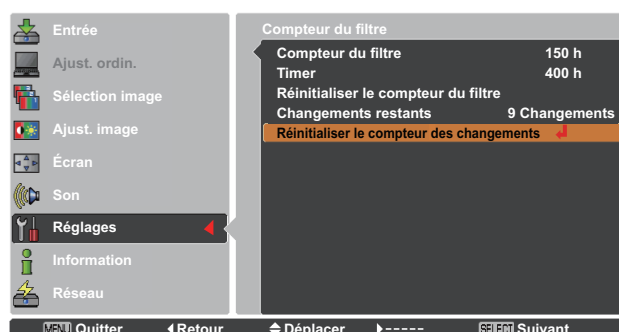 Entrée
Ajust. ordin.
Sélection image
Ajust. image
Écran
Son
Réglages
Information
Réseau
Compteur du filtre
Compteur du filtre 150 h
Timer 400 h
Réinitialiser le compteur du filtre
Changements restants 9 Changements
Réinitialiser le compteur des changements
MENU Quitter Retour Déplacer ----- SELECT Suivant